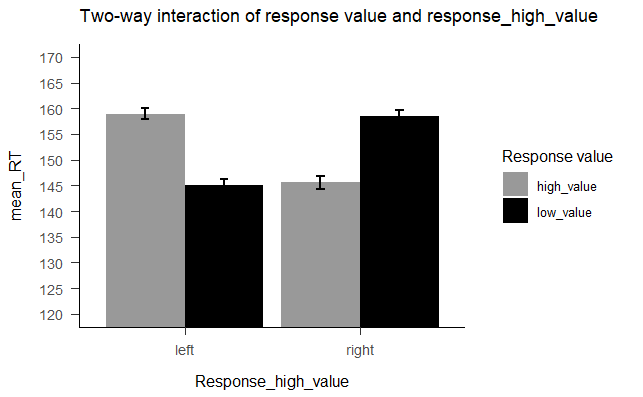 Two-way interaction of response value and response_high_value
170
165
160
155
150
145
140
135
130
125
120
mean_RT
left
right
Response_high_value
Response value
high_value
low_value